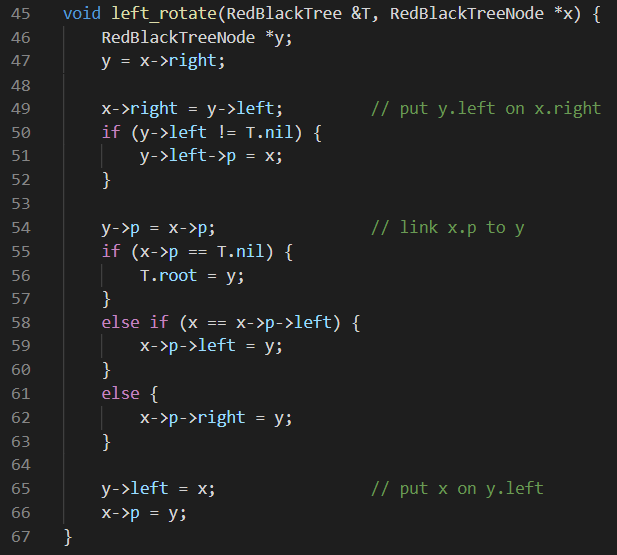 45 void left_rotate(RedBlackTree &T, RedBlackTreeNode *x) {
46     RedBlackTreeNode *y;
47     y = x->right;
48
49     x->right = y->left;         // put y.left on x.right
50     if (y->left != T.nil) {
51         y->left->p = x;
52     }
53
54     y->p = x->p;                // link x.p to y
55     if (x->p == T.nil) {
56         T.root = y;
57     }
58     else if (x == x->p->left) {
59         x->p->left = y;
60     }
61     else {
62         x->p->right = y;
63     }
64
65     y->left = x;                // put x on y.left
66     x->p = y;
67 }